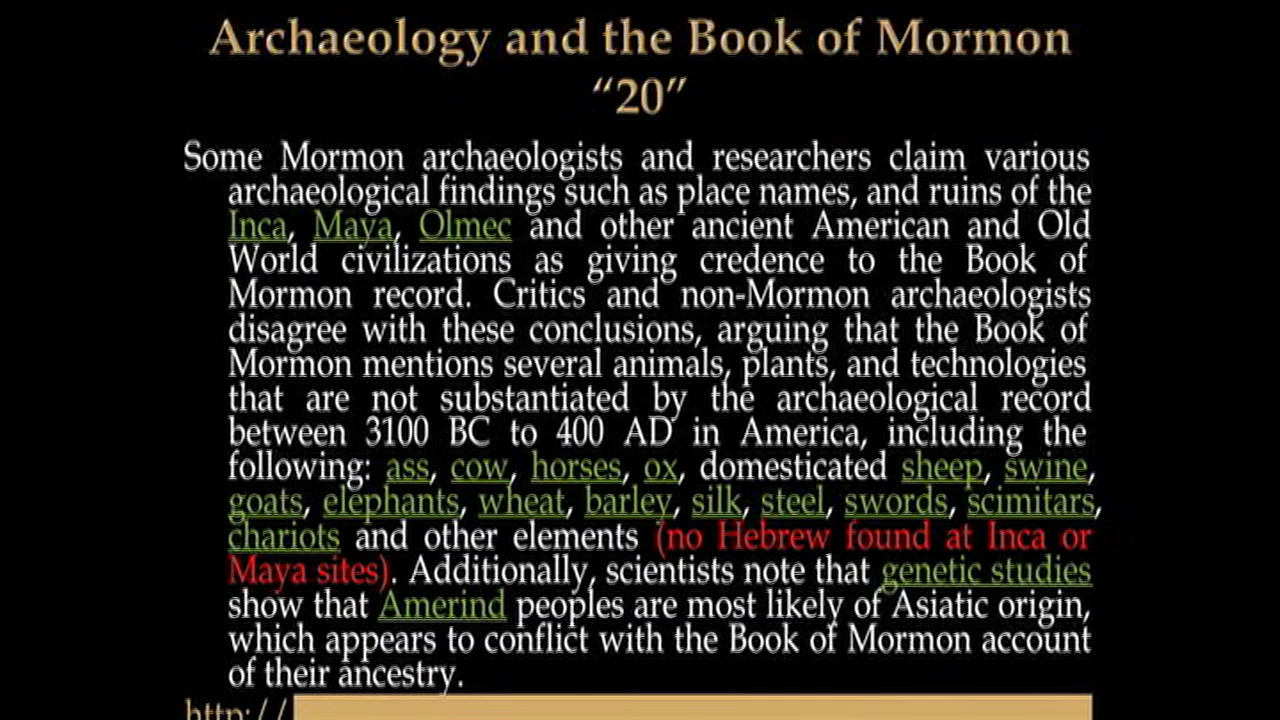 Archaeology and the Book of Mormon
“20”
Some Mormon archaeologists and researchers claim various
archaeological findings such as place names, and ruins of the
Inca, Maya, Olmec and other ancient American and Old
World civilizations as giving credence to the Book of
Mormon record. Critics and non-Mormon archaeologists
disagree with these conclusions, arguing that the Book of
Mormon mentions several animals, plants, and technologies
that are not substantiated by the archaeological record
between 3100 BC to 400 AD in America, including the
following: ass, cow, horses, ox, domesticated sheep, swine,
goats, elephants, wheat, barley, silk, steel, swords, scimitars,
chariots and other elements (no Hebrew found at Inca or
Maya sites). Additionally, scientists note that genetic studies
show that Amerind peoples are most likely of Asiatic origin,
which appears to conflict with the Book of Mormon account
of their ancestry.
http://